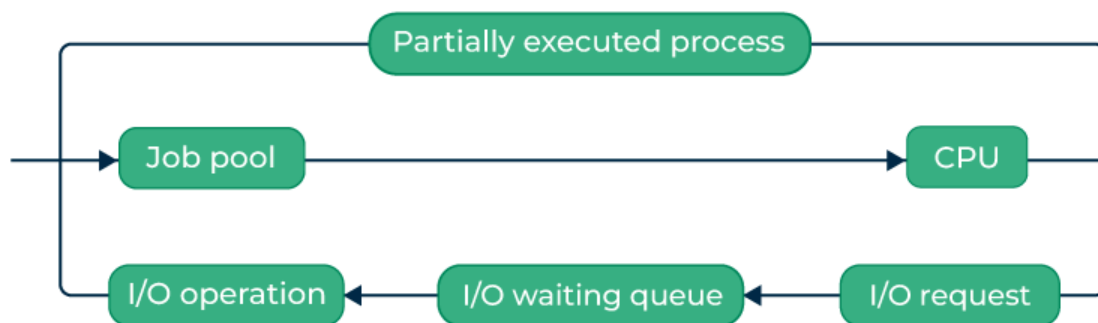 Partially executed process
Job pool
CPU
I/O operation
I/O waiting queue
I/O request